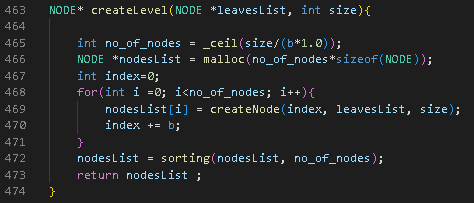 463 NODE* createLevel(NODE *leavesList, int size){
464
465 int no_of_nodes = _ceil(size/(b*1.0));
466 NODE *nodesList = malloc(no_of_nodes*sizeof(NODE));
467 int index=0;
468 for(int i =0; i<no_of_nodes; i++){
469 nodesList[i] = createNode(index, leavesList, size);
470 index += b;
471 }
472 nodesList = sorting(nodesList, no_of_nodes);
473 return nodesList ;
474 }